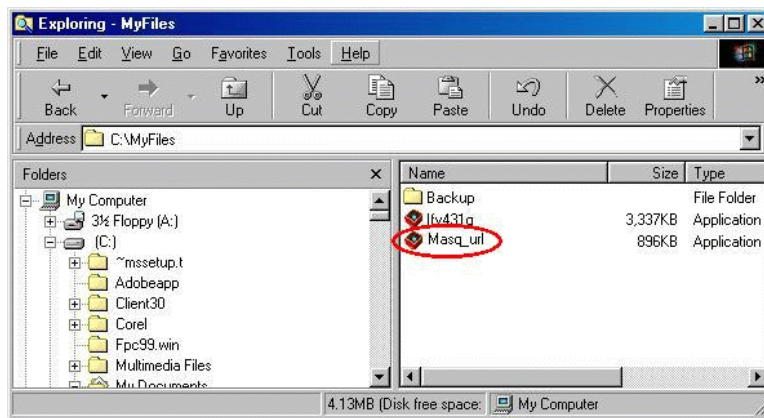 Exploring - MyFiles
File Edit View Go Favorites Tools Help
Back Forward Up Cut Copy Paste Undo Delete Properties »
Address C:\MyFiles
Folders × Name Size Type
My Computer
3½ Floppy (A:)
(C:)
~mssetup.t
Adobeapp
Client30
Corel
Fpc99.win
Multimedia Files
My Documents
Backup File Folder
lfv431g 3,337KB Application
Masq_url 896KB Application
4.13MB (Disk free space: My Computer